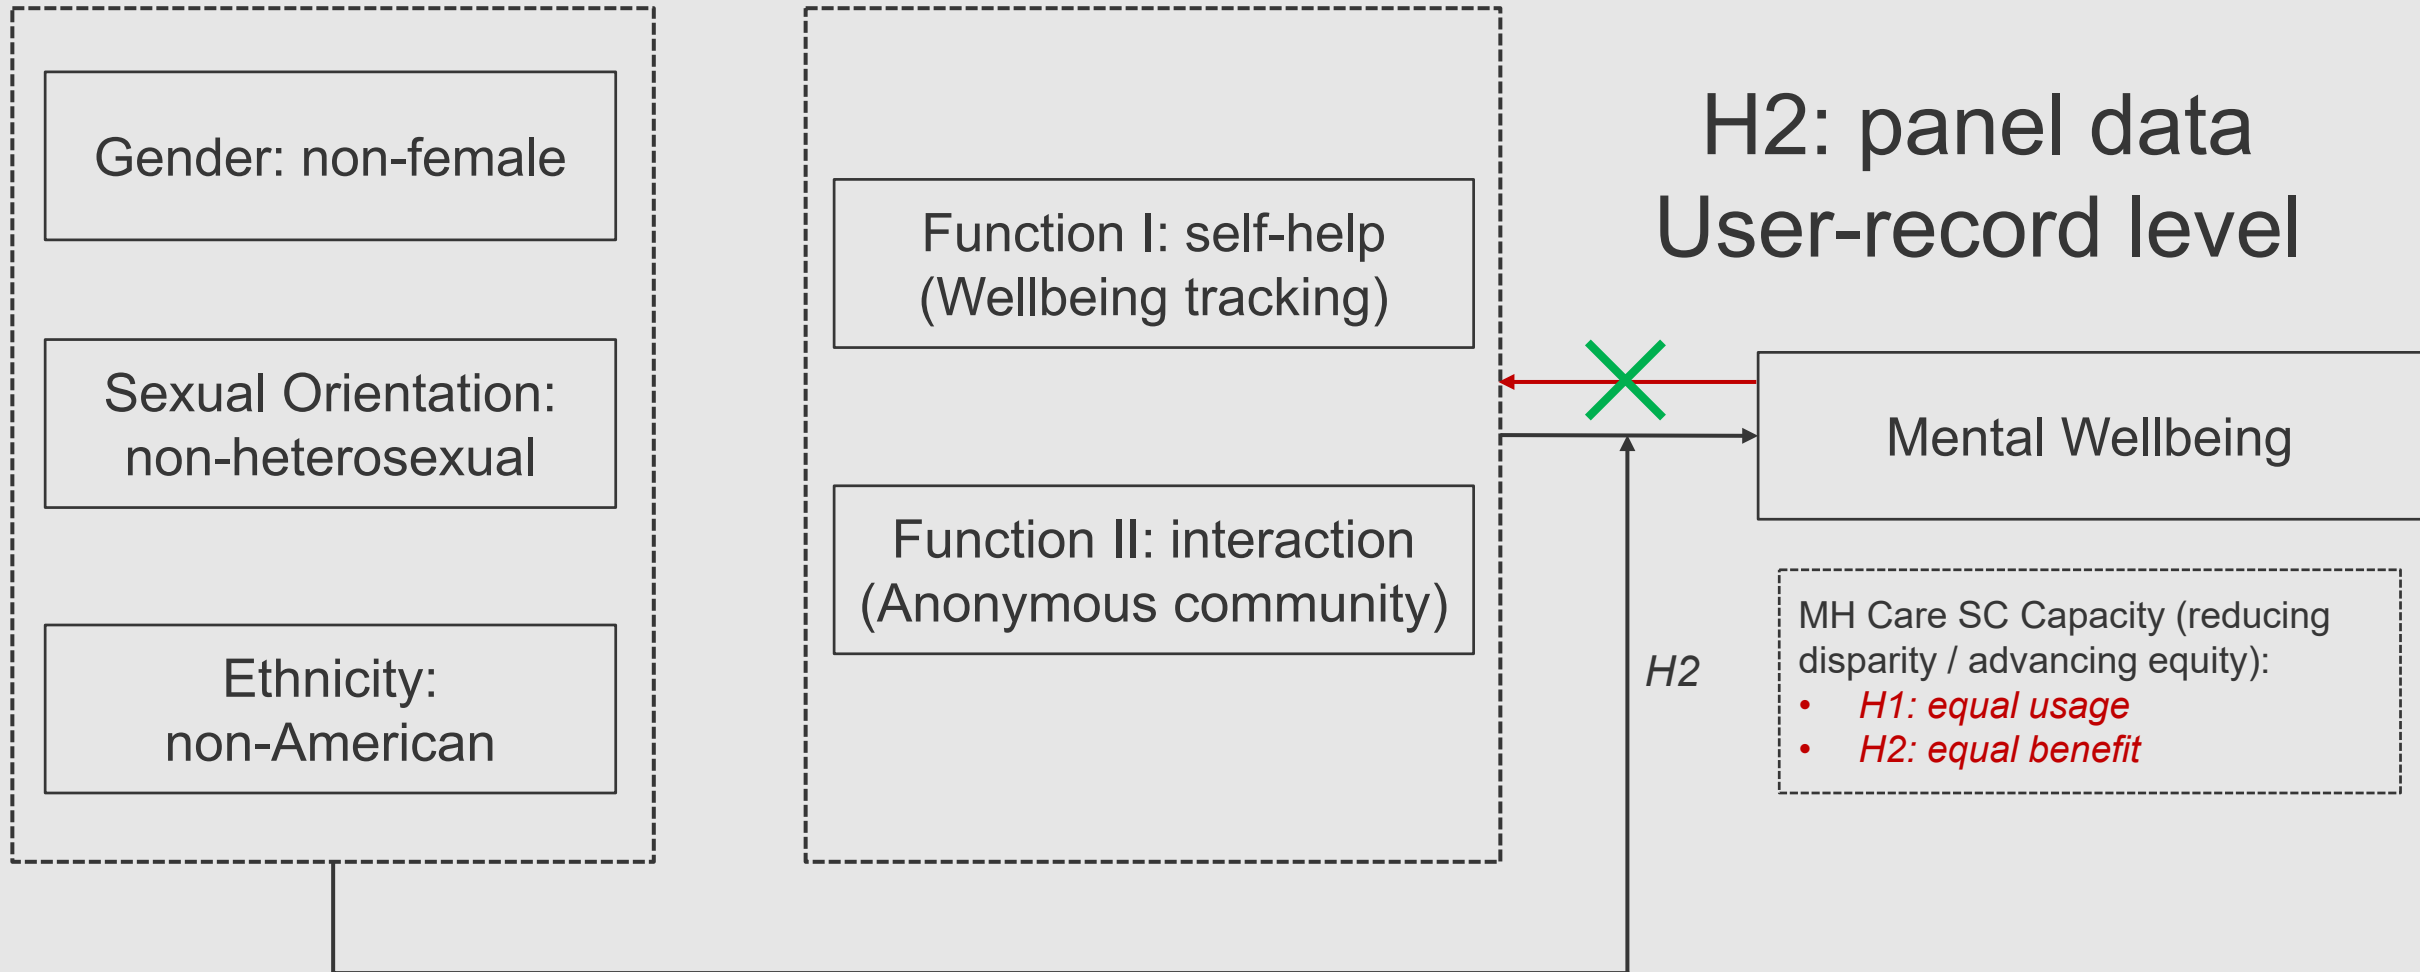 Gender: non-female
Sexual Orientation:
non-heterosexual
Ethnicity:
non-American
Function I: self-help
(Wellbeing tracking)
Function II: interaction
(Anonymous community)
H2: panel data
User-record level
Mental Wellbeing
H2
MH Care SC Capacity (reducing
disparity / advancing equity):
• H1: equal usage
• H2: equal benefit